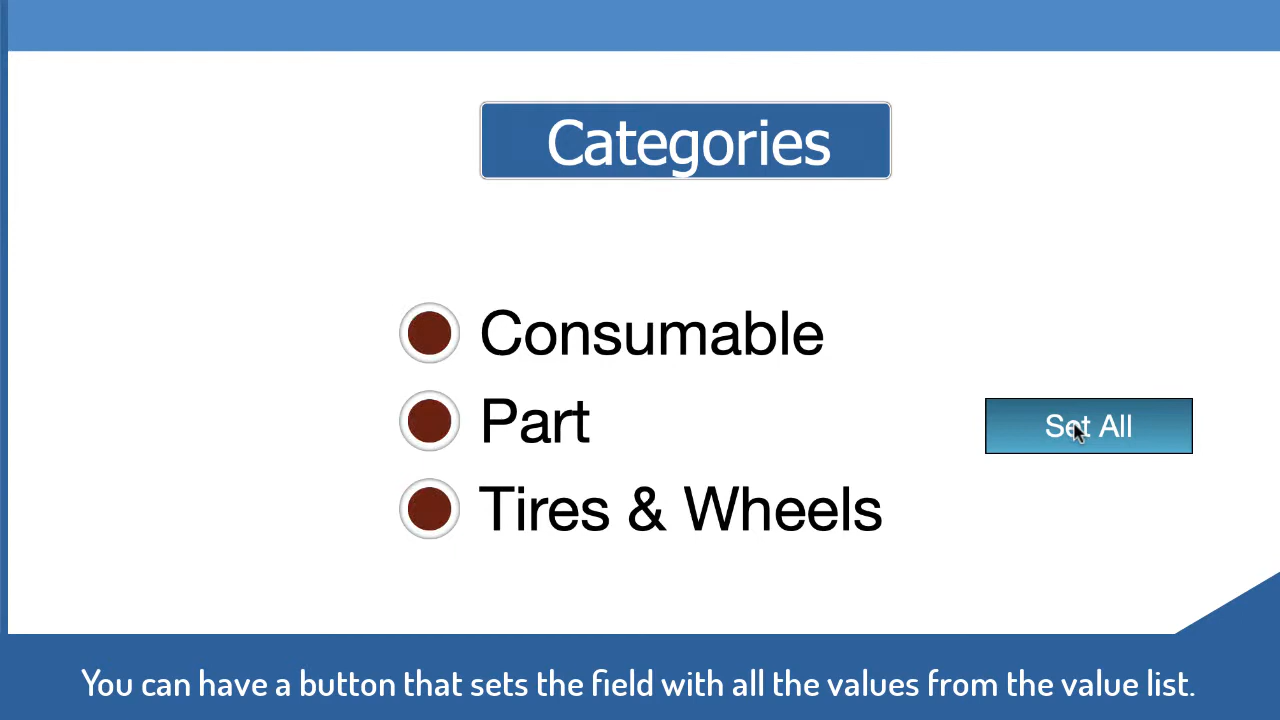 Categories
Consumable
Part
Set All
Tires & Wheels
You can have a button that sets the field with all the values from the value list.